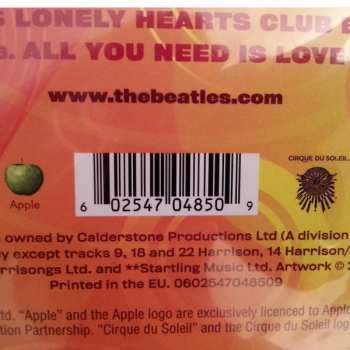 S LONELY HEARTS CLUB
. ALL YOU NEED IS LOVE
www.thebeatles.com
CIRQUE DU SOLEIL
Apple
6 02547 04850 9
owned by Calderstone Productions Ltd (A division
y except tracks 9, 18 and 22 Harrison, 14 Harrison/
rrisongs Ltd. and **Startling Music Ltd. Artwork ©
Printed in the EU. 0602547048509
td. "Apple" and the Apple logo are exclusively licenced to Apple
tion Partnership. "Cirque du Soleil" and the Cirque du Soleil logo